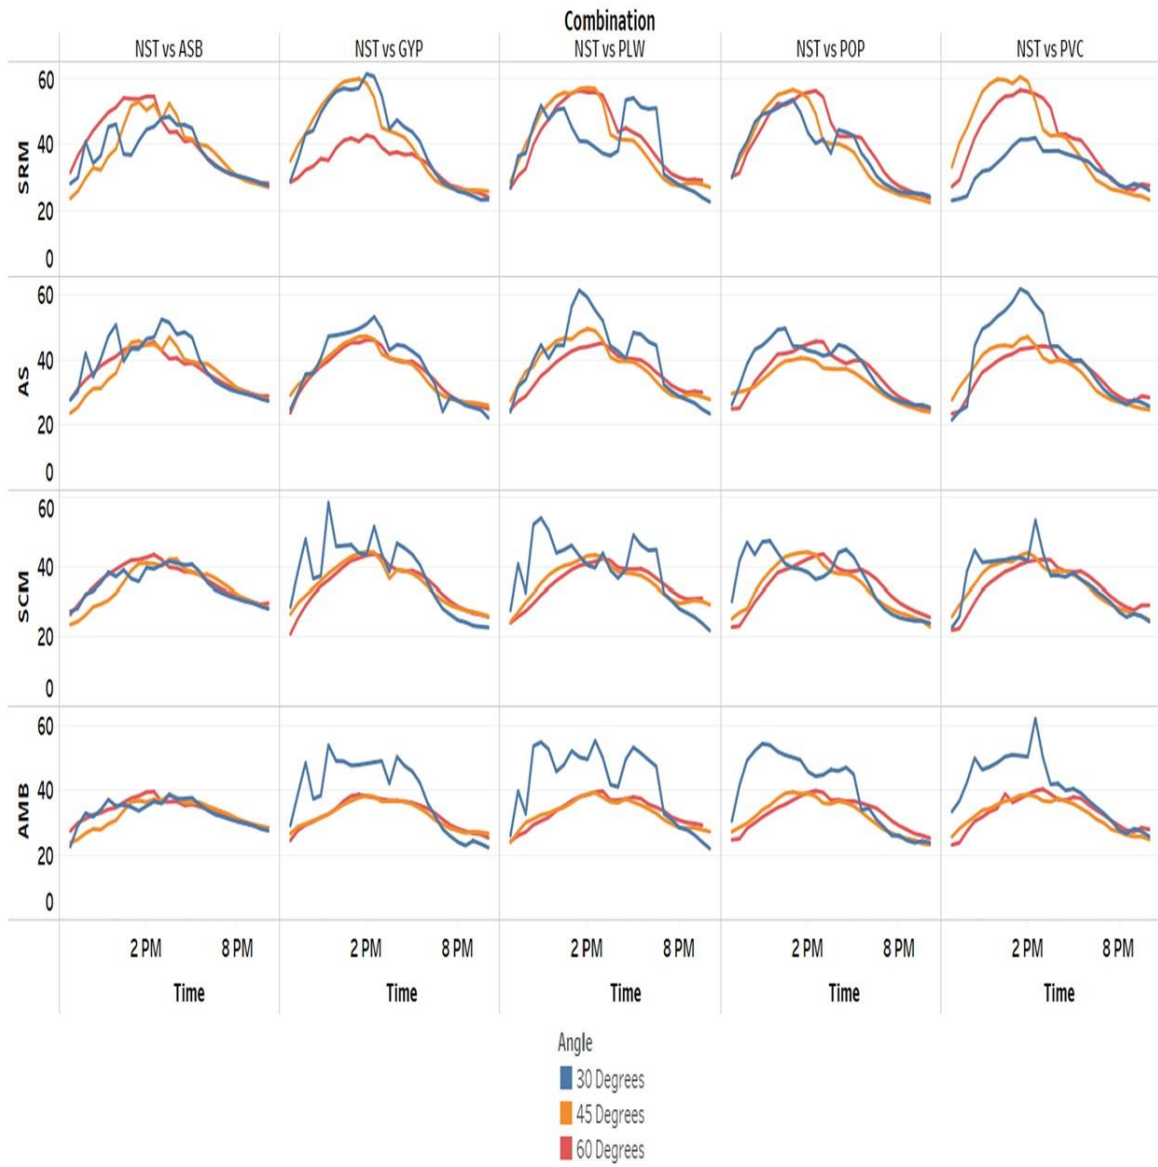 Combination
NST vs ASB NST vs GYP NST vs PLW NST vs POP NST vs PVC
SRM
60
40
20
0
AS
60
40
20
0
SCM
60
40
20
0
AMB
60
40
20
0
2 PM 8 PM 2 PM 8 PM 2 PM 8 PM 2 PM 8 PM 2 PM 8 PM
Time Time Time Time Time
Angle
30 Degrees
45 Degrees
60 Degrees